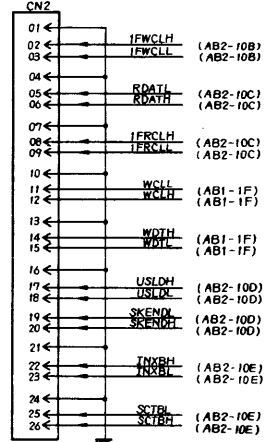 CN2
01
02 1FWCLH (AB2-10B)
03 1FWCLL (AB2-10B)
04
05 RDATL (AB2-10C)
06 RDATH (AB2-10C)
07
08 1FRCLH (AB2-10C)
09 1FRCLL (AB2-10C)
10
11 WCLL (AB1-1F)
12 WCLH (AB1-1F)
13
14 WDTH (AB1-1F)
15 WDTL (AB1-1F)
16
17 USLDH (AB2-10D)
18 USLDL (AB2-10D)
19 SKENDL (AB2-10D)
20 SKENDH (AB2-10D)
21
22 INXBH (AB2-10E)
23 INXBL (AB2-10E)
24
25 SCTBL (AB2-10E)
26 SCTBH (AB2-10E)